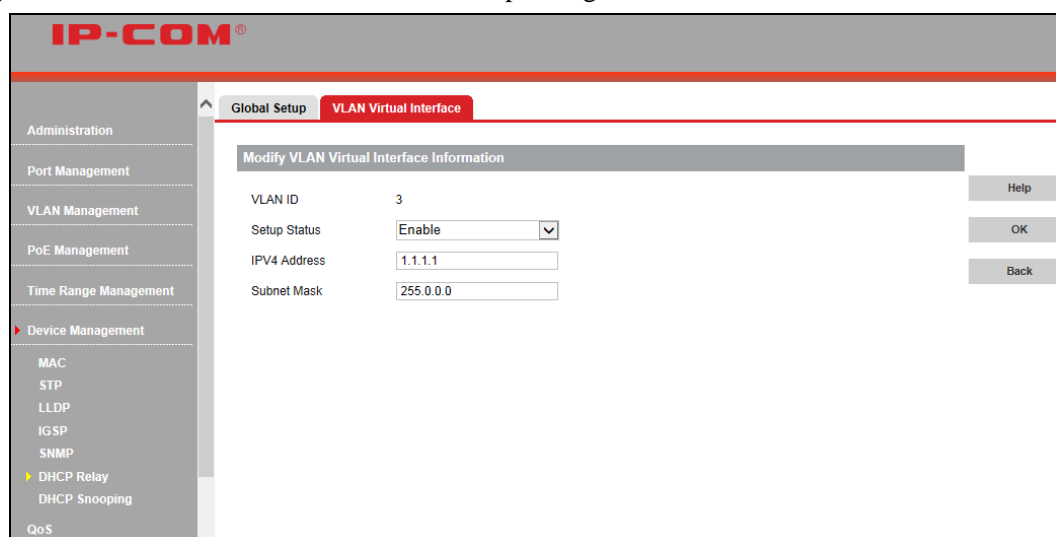 IP-COM®
Global Setup VLAN Virtual Interface
Administration
Port Management
VLAN Management
PoE Management
Time Range Management
Device Management
MAC
STP
LLDP
IGSP
SNMP
DHCP Relay
DHCP Snooping
QoS
Modify VLAN Virtual Interface Information
VLAN ID 3
Setup Status Enable
IPV4 Address 1.1.1.1
Subnet Mask 255.0.0.0
Help
OK
Back